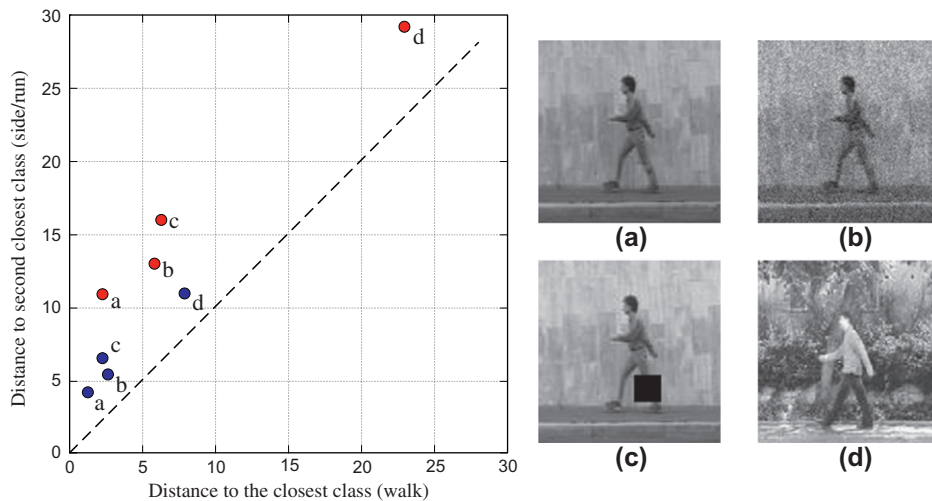 30
25
20
15
10
5
0
Distance to second closest class (side/run)
d
c
b
a
d
c
b
a
0 5 10 15 20 25 30
Distance to the closest class (walk)
(a) (b)
(c) (d)